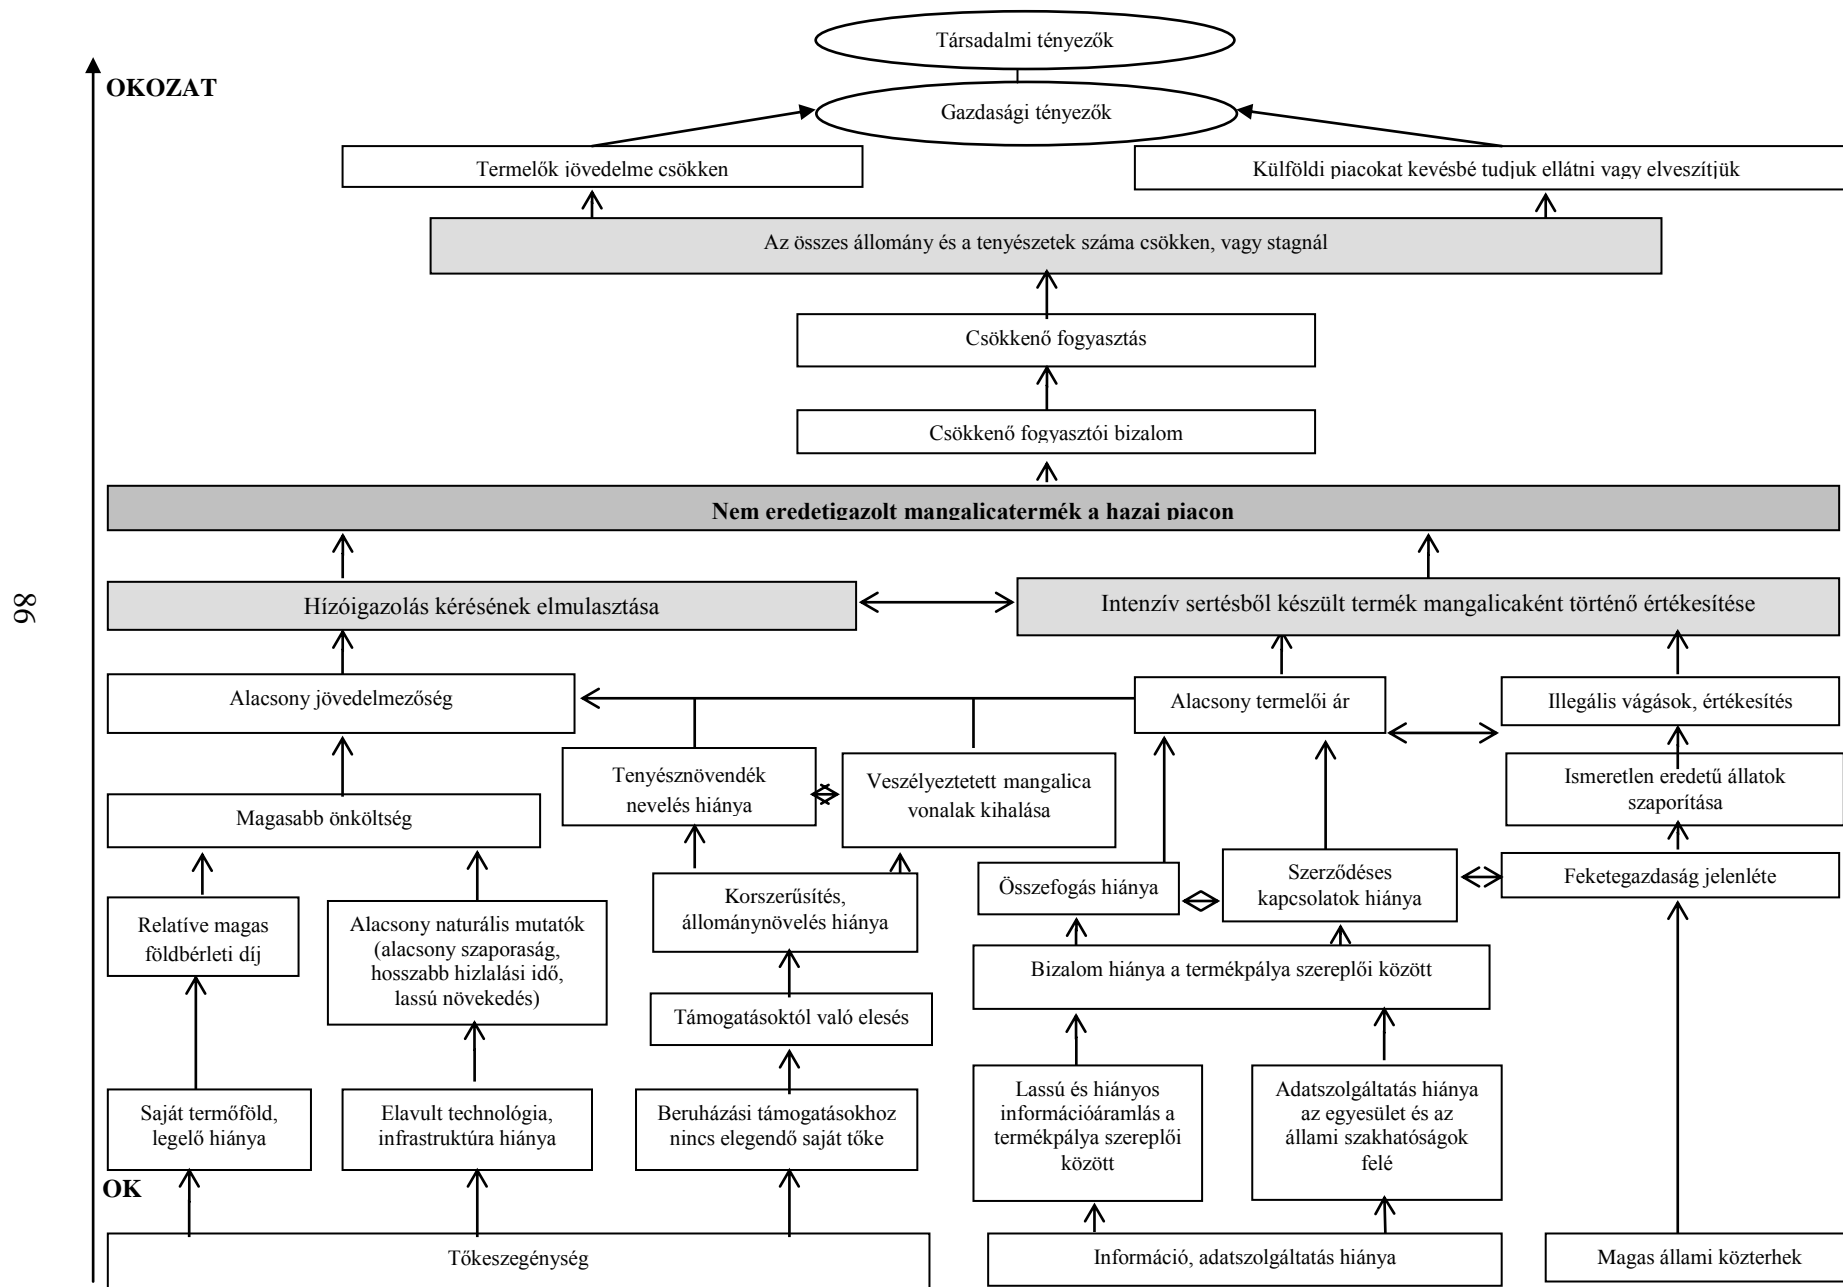 Társadalmi tényezők
OKOZAT
Gazdasági tényezők
Termelők jövedelme csökken
Külföldi piacokat kevésbé tudjuk ellátni vagy elveszítjük
Az összes állomány és a tenyészetek száma csökken, vagy stagnál
Csökkenő fogyasztás
Csökkenő fogyasztói bizalom
Nem eredetigazolt mangalicatermék a hazai piacon
86
Hízóigazolás kérésének elmulasztása
Intenzív sertésből készült termék mangalicaként történő értékesítése
Alacsony jövedelmezőség
Alacsony termelői ár
Illegális vágások, értékesítés
Tenyésznövendék
nevelés hiánya
Veszélyeztetett mangalica
vonalak kihalása
Ismeretlen eredetű állatok
szaporítása
Magasabb önköltség
Összefogás hiánya
Szerződéses
kapcsolatok hiánya
Feketegazdaság jelenléte
Relatíve magas
földbérleti díj
Alacsony naturális mutatók
(alacsony szaporaság,
hosszabb hizlalási idő,
lassú növekedés)
Korszerűsítés,
állománynövelés hiánya
Bizalom hiánya a termékpálya szereplői között
Támogatásoktól való elesés
Saját termőföld,
legelő hiánya
Elavult technológia,
infrastruktúra hiánya
Beruházási támogatásokhoz
nincs elegendő saját tőke
Lassú és hiányos
információáramlás a
termékpálya szereplői
között
Adatszolgáltatás hiánya
az egyesület és az
állami szakhatóságok
felé
OK
Tőkeszegénység
Információ, adatszolgáltatás hiánya
Magas állami közterhek